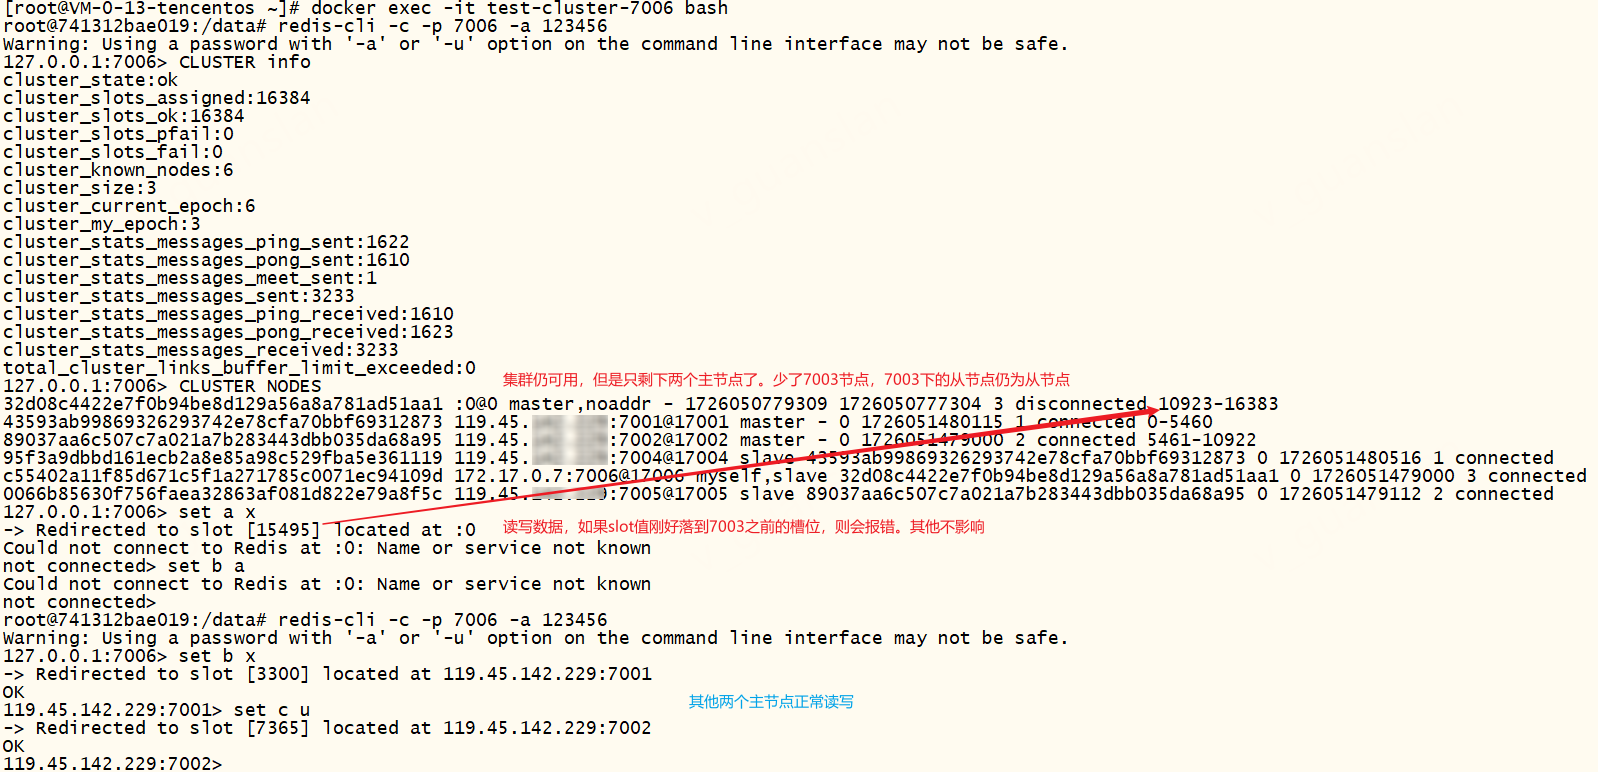 [root@VM-0-13-tencentos ~]# docker exec -it test-cluster-7006 bash
root@741312bae019:/data# redis-cli -c -p 7006 -a 123456
Warning: Using a password with '-a' or '-u' option on the command line interface may not be safe.
127.0.0.1:7006> CLUSTER info
cluster_state:ok
cluster_slots_assigned:16384
cluster_slots_ok:16384
cluster_slots_pfail:0
cluster_slots_fail:0
cluster_known_nodes:6
cluster_size:3
cluster_current_epoch:6
cluster_my_epoch:3
cluster_stats_messages_ping_sent:1622
cluster_stats_messages_pong_sent:1610
cluster_stats_messages_meet_sent:1
cluster_stats_messages_sent:3233
cluster_stats_messages_ping_received:1610
cluster_stats_messages_pong_received:1623
cluster_stats_messages_received:3233
total_cluster_links_buffer_limit_exceeded:0
127.0.0.1:7006> CLUSTER NODES
集群仍可用，但是只剩下两个主节点了。少了7003节点，7003下的从节点仍为从节点
32d08c4422e7f0b94be8d129a56a8a781ad51aa1 :0@0 master,noaddr - 1726050779309 1726050777304 3 disconnected 10923-16383
43593ab99869326293742e78cfa70bbf69312873 119.45. :7001@17001 master - 0 1726051480115 1 connected 0-5460
89037aa6c507c7a021a7b283443dbb035da68a95 119.45. :7002@17002 master - 0 1726051479000 2 connected 5461-10922
95f3a9dbbd161ecb2a8e85a98c529fba5e361119 119.45. :7004@17004 slave 43593ab99869326293742e78cfa70bbf69312873 0 1726051480516 1 connected
c55402a11f85d671c5f1a271785c0071ec94109d 172.17.0.7:7006@17006 myself,slave 32d08c4422e7f0b94be8d129a56a8a781ad51aa1 0 1726051479000 3 connected
0066b85630f756faea32863af081d822e79a8f5c 119.45. :7005@17005 slave 89037aa6c507c7a021a7b283443dbb035da68a95 0 1726051479112 2 connected
127.0.0.1:7006> set a x
-> Redirected to slot [15495] located at :0
读写数据，如果slot值刚好落到7003之前的槽位，则会报错。其他不影响
Could not connect to Redis at :0: Name or service not known
not connected> set b a
Could not connect to Redis at :0: Name or service not known
not connected>
root@741312bae019:/data# redis-cli -c -p 7006 -a 123456
Warning: Using a password with '-a' or '-u' option on the command line interface may not be safe.
127.0.0.1:7006> set b x
-> Redirected to slot [3300] located at 119.45.142.229:7001
OK
其他两个主节点正常读写
119.45.142.229:7001> set c u
-> Redirected to slot [7365] located at 119.45.142.229:7002
OK
119.45.142.229:7002>